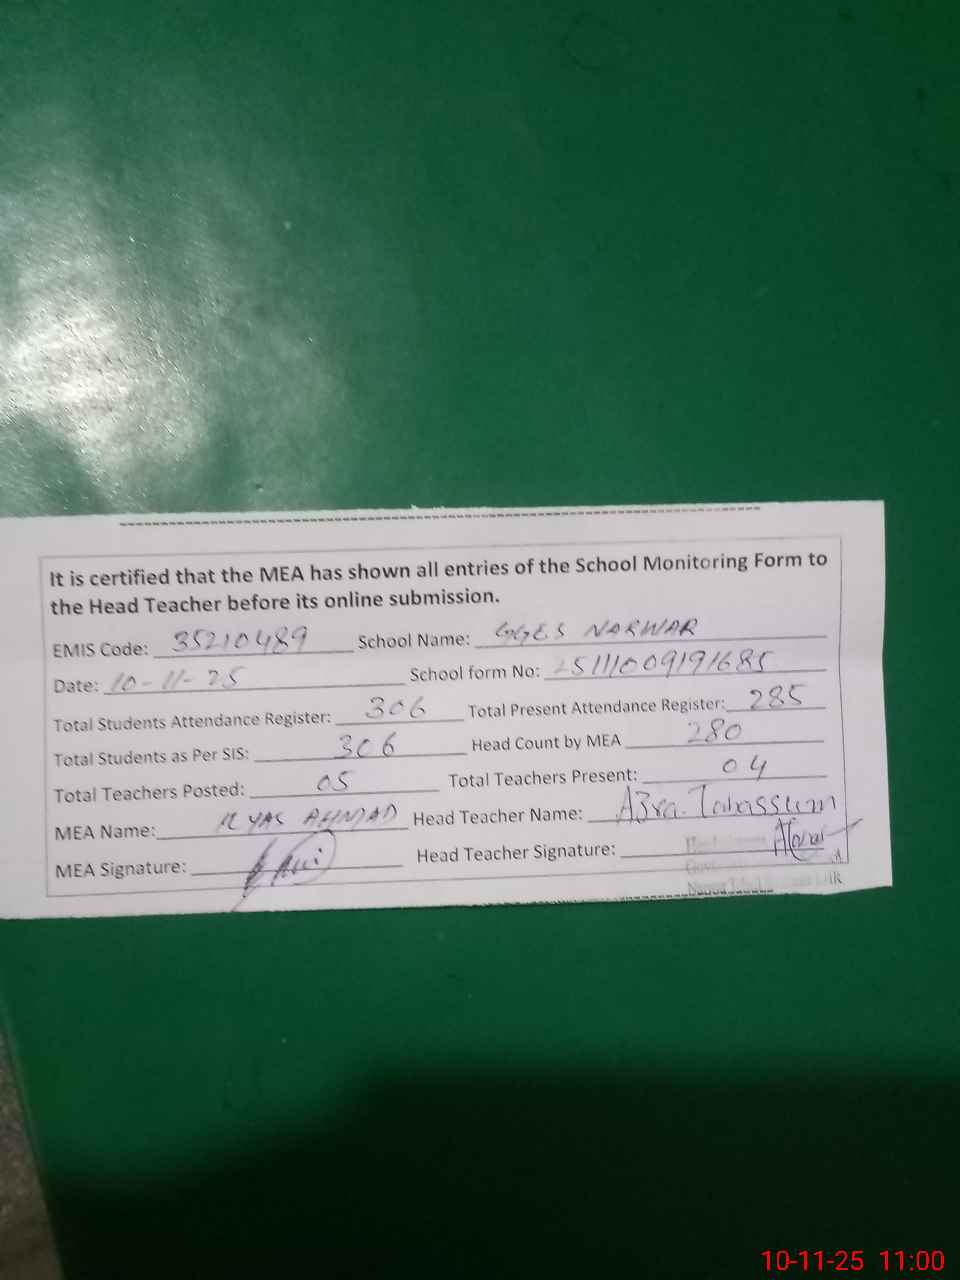 It is certified that the MEA has shown all entries of the School Monitoring Form to
the Head Teacher before its online submission.
EMIS Code: 35210489 School Name: GGES NARWAR
Date: 10-11-25 School form No: 25111009191685
Total Students Attendance Register: 306 Total Present Attendance Register: 285
Total Students as Per SIS: 306 Head Count by MEA 280
Total Teachers Posted: 05 Total Teachers Present: 04
MEA Name: ILYAS AHMAD Head Teacher Name: Azra Tabassum
MEA Signature: Head Teacher Signature:
10-11-25 11:00